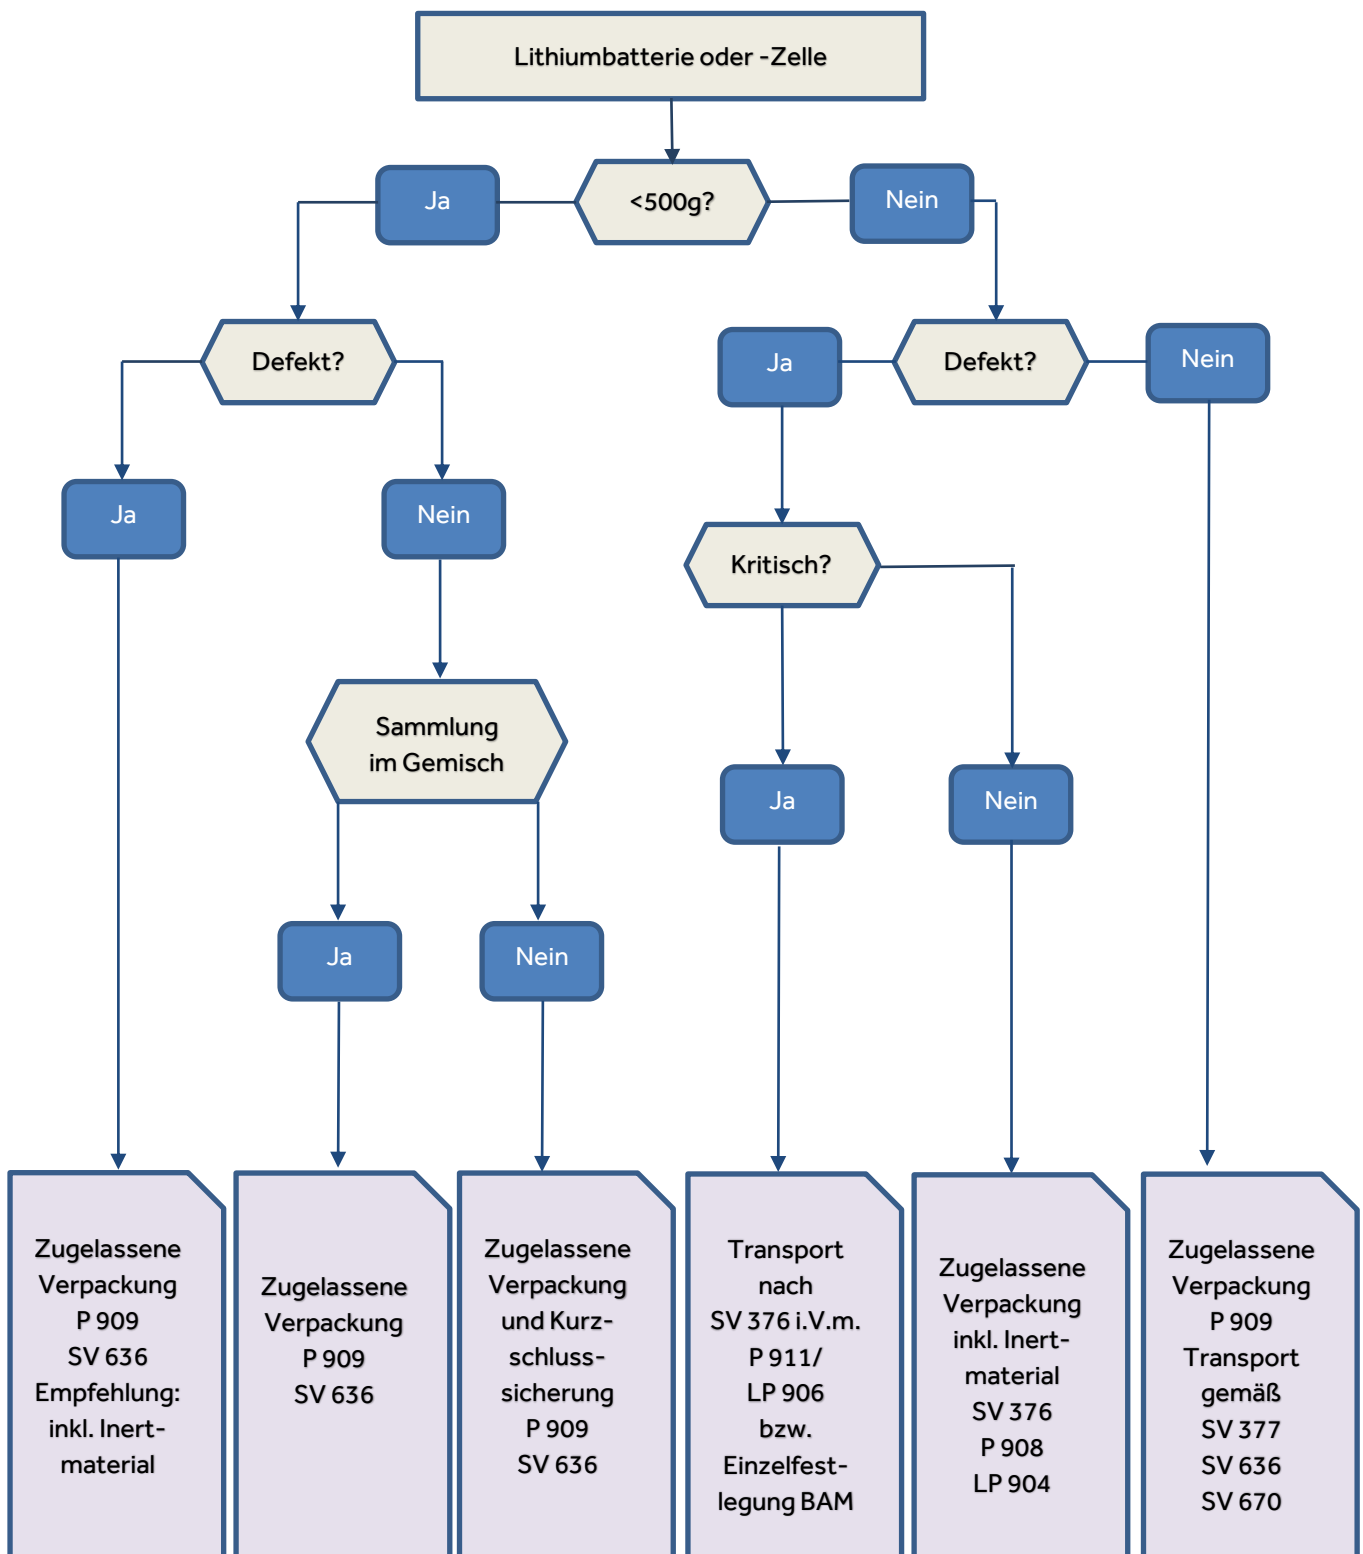 Lithiumbatterie oder -Zelle
Ja
<500g?
Nein
Defekt?
Ja
Defekt?
Nein
Ja
Nein
Kritisch?
Sammlung
im Gemisch
Ja
Nein
Ja
Nein
Zugelassene
Verpackung
P 909
SV 636
Empfehlung:
inkl. Inert-
material
Zugelassene
Verpackung
P 909
SV 636
Zugelassene
Verpackung
und Kurz-
schluss-
sicherung
P 909
SV 636
Transport
nach
SV 376 i.V.m.
P 911/
LP 906
bzw.
Einzelfest-
legung BAM
Zugelassene
Verpackung
inkl. Inert-
material
SV 376
P 908
LP 904
Zugelassene
Verpackung
P 909
Transport
gemäß
SV 377
SV 636
SV 670